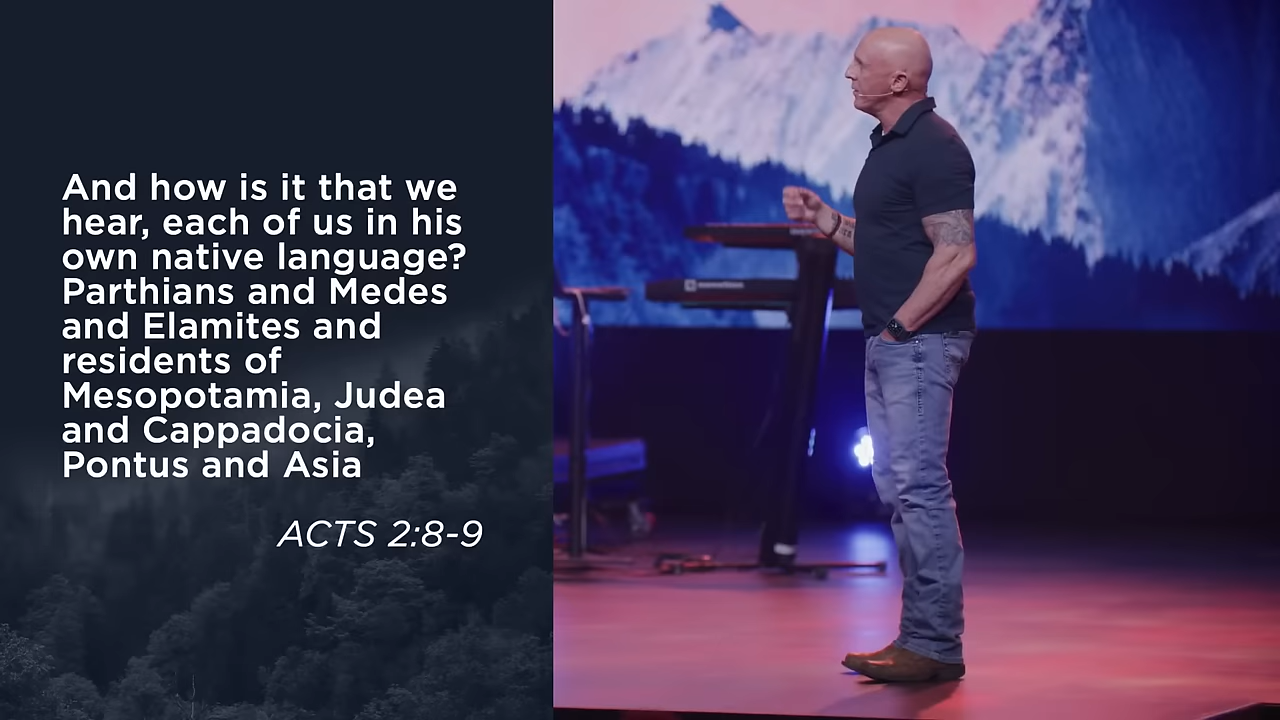 And how is it that we
hear, each of us in his
own native language?
Parthians and Medes
and Elamites and
residents of
Mesopotamia, Judea
and Cappadocia,
Pontus and Asia
ACTS 2:8-9